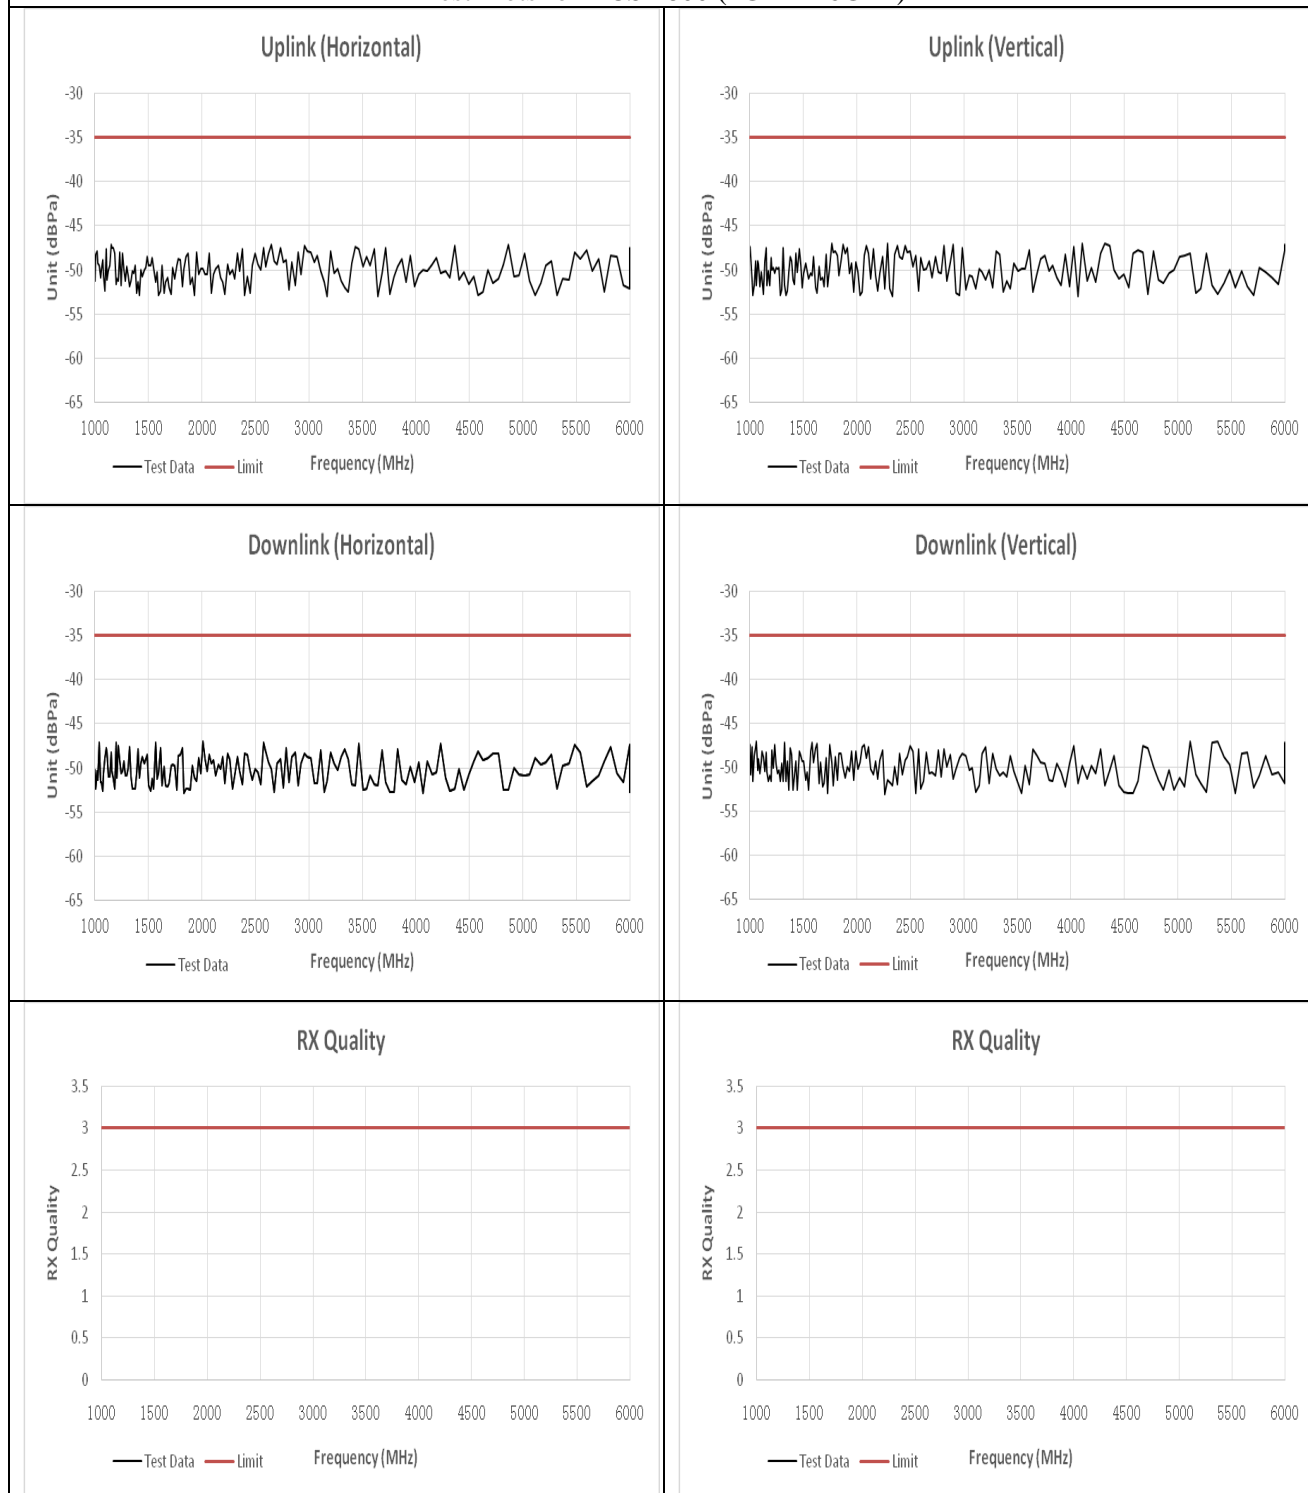 Uplink (Horizontal)
-30
-35
-40
-45
-50
-55
-60
-65
Unit (dBPa)
1000 1500 2000 2500 3000 3500 4000 4500 5000 5500 6000
Test Data Limit Frequency (MHz)
Uplink (Vertical)
-30
-35
-40
-45
-50
-55
-60
-65
Unit (dBPa)
1000 1500 2000 2500 3000 3500 4000 4500 5000 5500 6000
Test Data Limit Frequency (MHz)
Downlink (Horizontal)
-30
-35
-40
-45
-50
-55
-60
-65
Unit (dBPa)
1000 1500 2000 2500 3000 3500 4000 4500 5000 5500 6000
Test Data Frequency (MHz)
Downlink (Vertical)
-30
-35
-40
-45
-50
-55
-60
-65
Unit (dBPa)
1000 1500 2000 2500 3000 3500 4000 4500 5000 5500 6000
Test Data Limit Frequency (MHz)
RX Quality
3.5
3
2.5
2
1.5
1
0.5
0
RX Quality
1000 1500 2000 2500 3000 3500 4000 4500 5000 5500 6000
Test Data Limit Frequency (MHz)
RX Quality
3.5
3
2.5
2
1.5
1
0.5
0
RX Quality
1000 1500 2000 2500 3000 3500 4000 4500 5000 5500 6000
Test Data Limit Frequency (MHz)